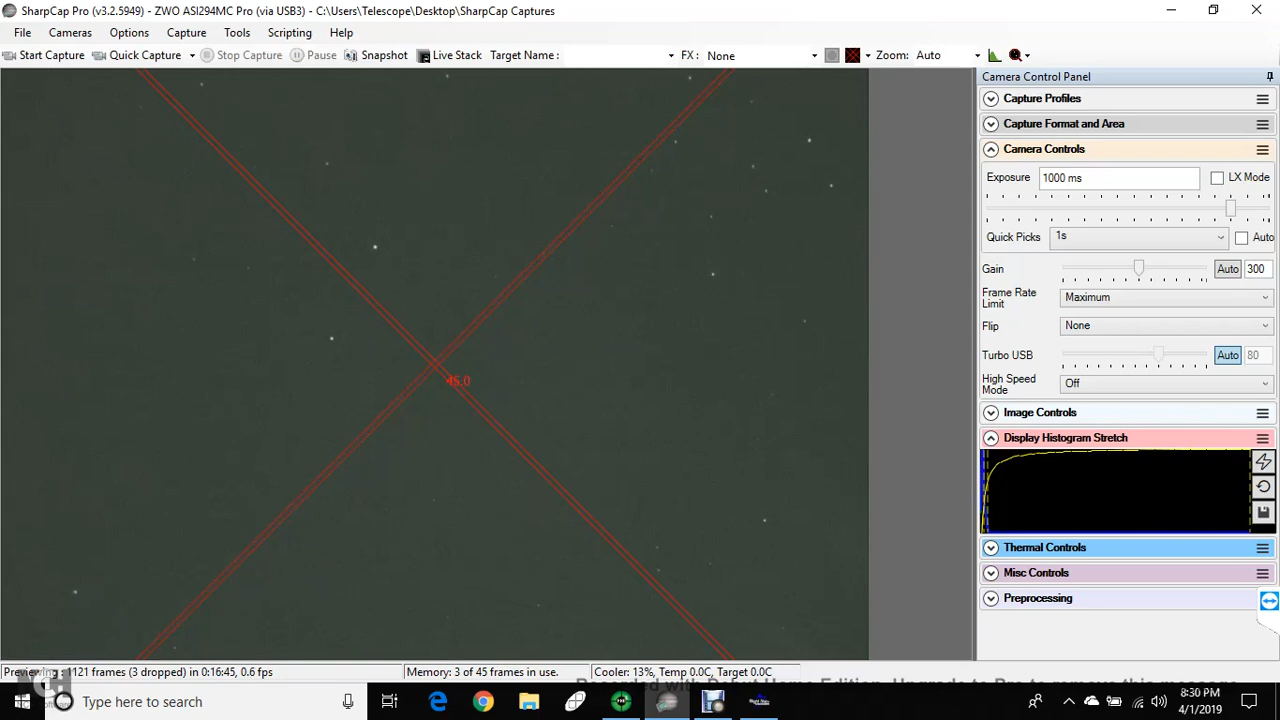 SharpCap Pro (v3.2.5949) - ZWO ASI294MC Pro (via USB3) - C:\Users\Telescope\Desktop\SharpCap Captures
File Cameras Options Capture Tools Scripting Help
Start Capture Quick Capture Stop Capture Pause Snapshot Live Stack Target Name : FX: None Zoom: Auto
Camera Control Panel
Capture Profiles
Capture Format and Area
Camera Controls
Exposure 1000 ms LX Mode
Quick Picks 1s Auto
Gain Auto 300
Frame Rate Limit Maximum
Flip None
Turbo USB Auto 80
High Speed Mode Off
Image Controls
Display Histogram Stretch
Thermal Controls
Misc Controls
Preprocessing
45.0
Previewing : 1121 frames (3 dropped) in 0:16:45, 0.6 fps Memory: 3 of 45 frames in use. Cooler: 13%, Temp 0.0C, Target 0.0C
Type here to search
8:30 PM
4/1/2019